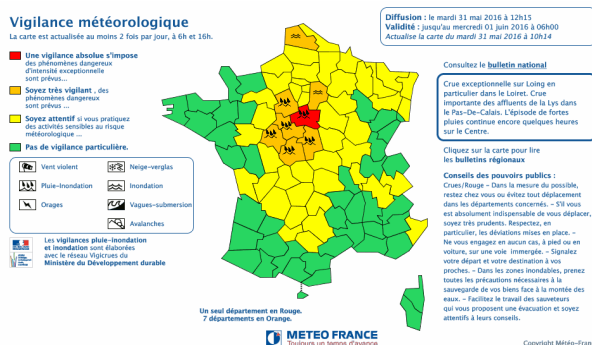 Vigilance météorologique
La carte est actualisée au moins 2 fois par jour, à 6h et 16h.
Une vigilance absolue s'impose
des phénomènes dangereux
d'intensité exceptionnelle
sont prévus...
Soyez très vigilant , des
phénomènes dangereux
sont prévus ...
Soyez attentif si vous pratiquez
des activités sensibles au risque
météorologique ...
Pas de vigilance particulière.
Vent violent
Neige-verglas
Pluie-Inondation
Inondation
Orages
Vagues-submersion
Avalanches
Les vigilances pluie-inondation
et inondation sont élaborées
avec le réseau Vigicrues du
Ministère du Développement durable
Un seul département en Rouge.
7 départements en Orange.
METEO FRANCE
Toujours un temps d'avance
Diffusion : le mardi 31 mai 2016 à 12h15
Validité : jusqu'au mercredi 01 juin 2016 à 06h00
Actualise la carte du mardi 31 mai 2016 à 10h14
Consultez le bulletin national
Crue exceptionelle sur Loing en
particulier dans le Loiret. Crue
importante des affluents de la Lys dans
le Pas-De-Calais. L'épisode de fortes
pluies continue encore quelques heures
sur le Centre.
Cliquez sur la carte pour lire
les bulletins régionaux
Conseils des pouvoirs publics :
Crues/Rouge – Dans la mesure du possible,
restez chez vous ou évitez tout déplacement
dans les départements concernés. – S'il vous
est absolument indispensable de vous déplacer,
soyez très prudents. Respectez, en
particulier, les déviations mises en place. –
Ne vous engagez en aucun cas, à pied ou en
voiture, sur une voie immergée. – Signalez
votre départ et votre destination à vos
proches. – Dans les zones inondables, prenez
toutes les précautions nécessaires à la
sauvegarde de vos biens face à la montée des
eaux. – Facilitez le travail des sauveteurs
qui vous proposent une évacuation et soyez
attentifs à leurs conseils.
Copyright Météo-France